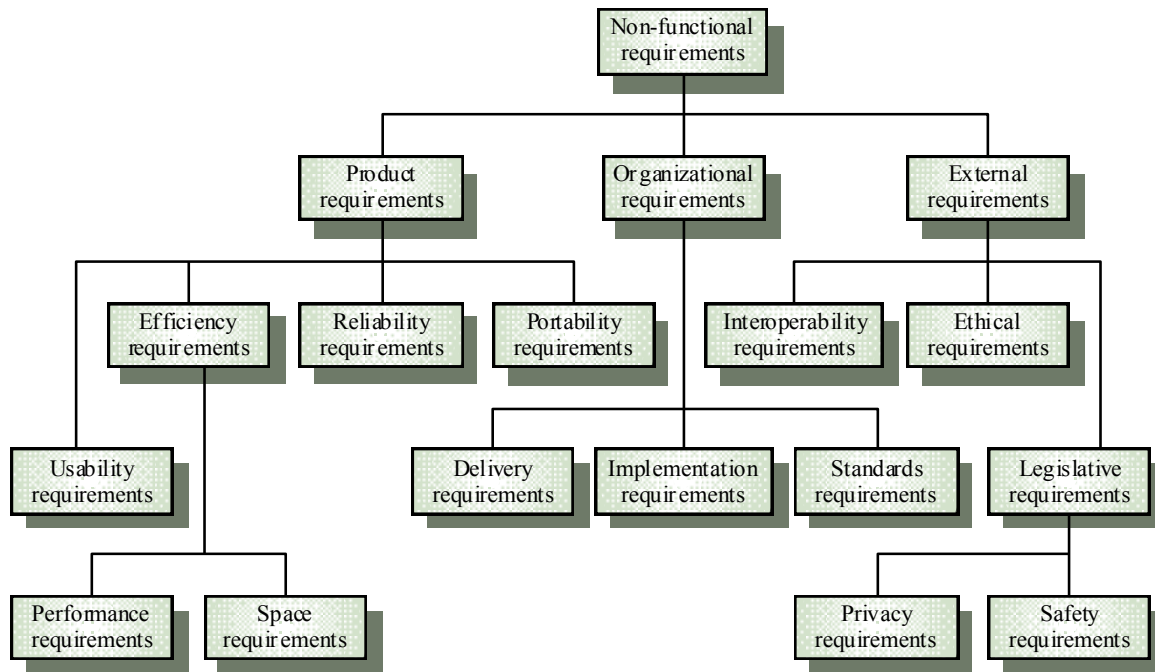 Non-functional
requirements
Product
requirements
Organizational
requirements
External
requirements
Efficiency
requirements
Reliability
requirements
Portability
requirements
Interoperability
requirements
Ethical
requirements
Usability
requirements
Delivery
requirements
Implementation
requirements
Standards
requirements
Legislative
requirements
Performance
requirements
Space
requirements
Privacy
requirements
Safety
requirements